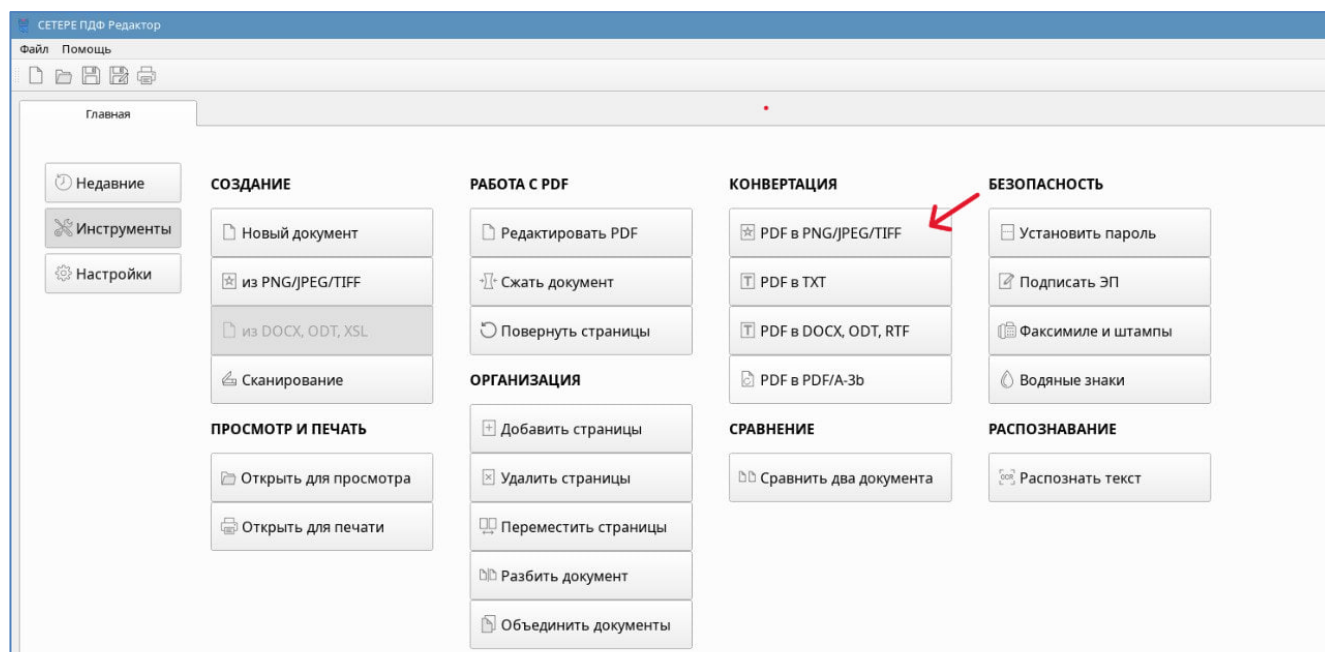 СЕТЕРЕ ПДФ Редактор
Файл Помощь
Главная
Недавние
Инструменты
Настройки
СОЗДАНИЕ
Новый документ
из PNG/JPEG/TIFF
из DOCX, ODT, XSL
Сканирование
ПРОСМОТР И ПЕЧАТЬ
Открыть для просмотра
Открыть для печати
РАБОТА С PDF
Редактировать PDF
Сжать документ
Повернуть страницы
ОРГАНИЗАЦИЯ
Добавить страницы
Удалить страницы
Переместить страницы
Разбить документ
Объединить документы
КОНВЕРТАЦИЯ
PDF в PNG/JPEG/TIFF
PDF в TXT
PDF в DOCX, ODT, RTF
PDF в PDF/A-3b
СРАВНЕНИЕ
Сравнить два документа
БЕЗОПАСНОСТЬ
Установить пароль
Подписать ЭП
Факсимиле и штампы
Водяные знаки
РАСПОЗНАВАНИЕ
Распознать текст